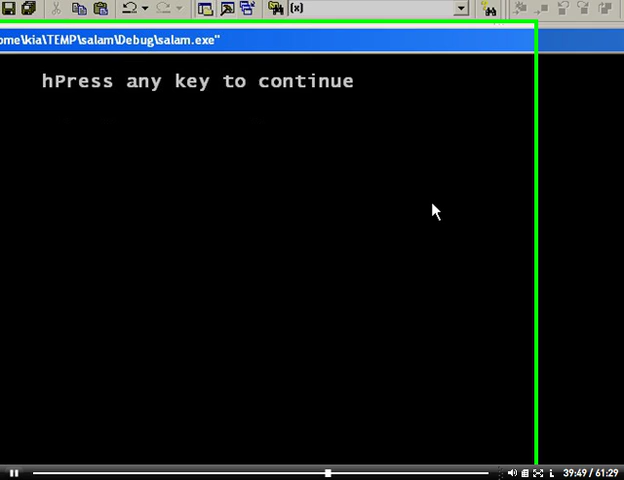 {x}
ome\kia\TEMP\salam\Debug\salam.exe"
hPress any key to continue
39:49 / 61:29